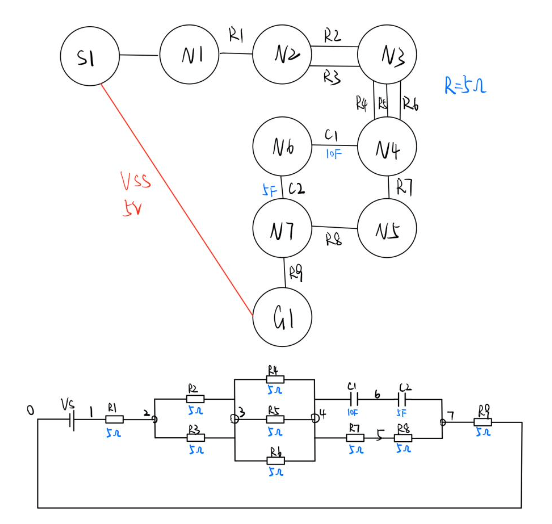 R1
R2
S1
N1
N2
N3
R3
R=5Ω
R4
R5
R6
C1
N6
N4
10F
VSS
5V
5F
C2
R7
N7
N5
R8
R9
G1
R4
R2
5Ω
C1
6
C2
0
VS
1
R1
2
5Ω
3
R5
4
10F
5F
7
R9
5Ω
R3
5Ω
R7
5
R8
5Ω
5Ω
R6
5Ω
5Ω
5Ω